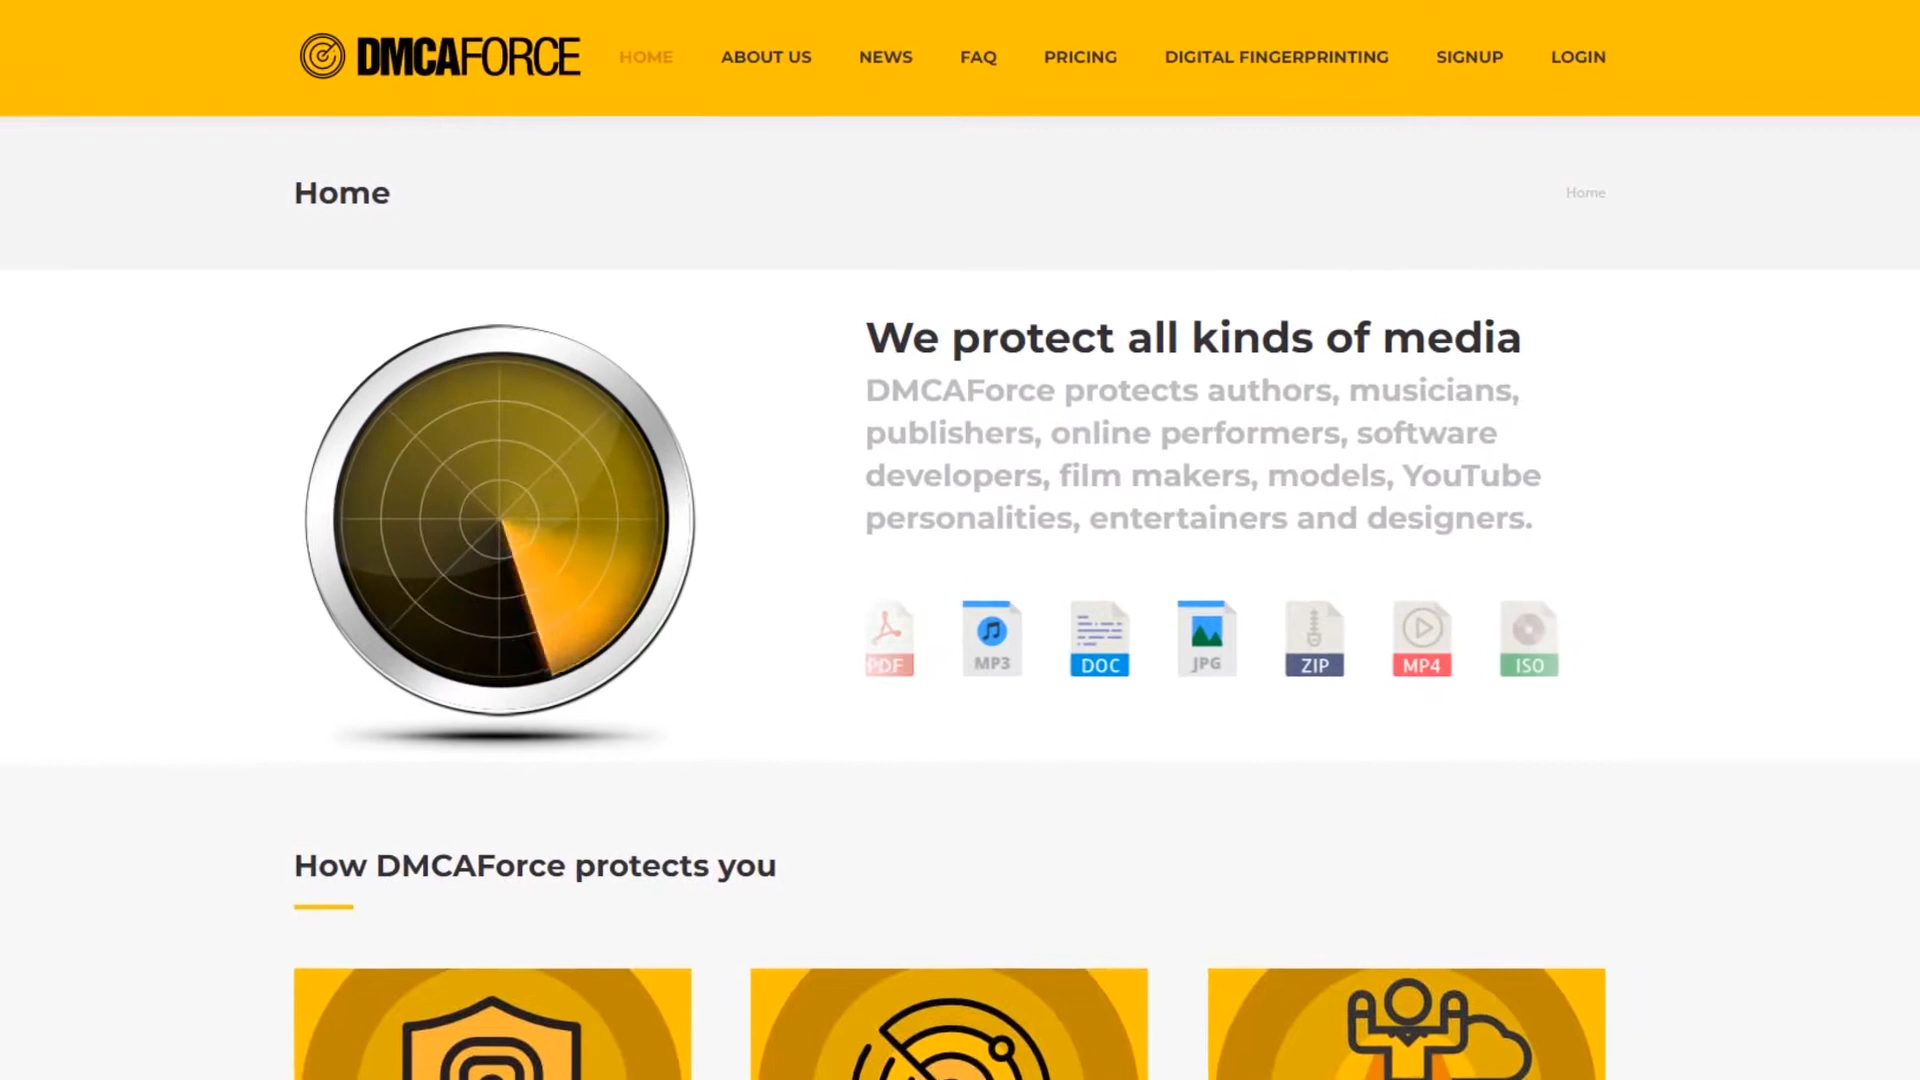 DMCAFORCE
HOME
ABOUT US
NEWS
FAQ
PRICING
DIGITAL FINGERPRINTING
SIGNUP
LOGIN
Home
Home
We protect all kinds of media
DMCAForce protects authors, musicians,
publishers, online performers, software
developers, film makers, models, YouTube
personalities, entertainers and designers.
PDF
MP3
DOC
JPG
ZIP
MP4
ISO
How DMCAForce protects you